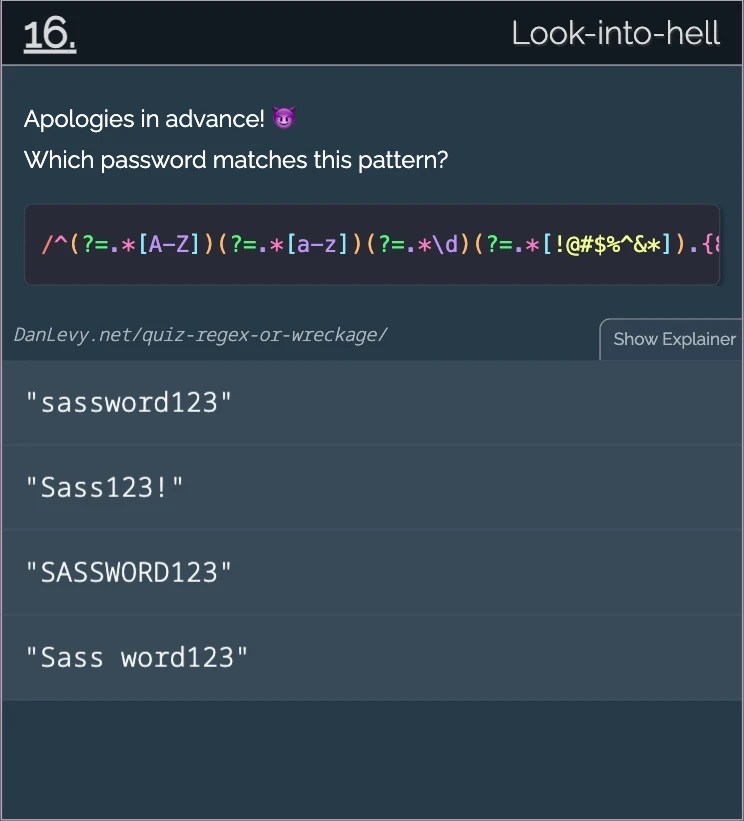 16.
Look-into-hell
Apologies in advance! 😈
Which password matches this pattern?
/^(?=.*[A-Z])(?=.*[a-z])(?=.*\d)(?=.*[!@#$%^&*]).{
DanLevy.net/quiz-regex-or-wreckage/
Show Explainer
"sassword123"
"Sass123!"
"SASSWORD123"
"Sass word123"